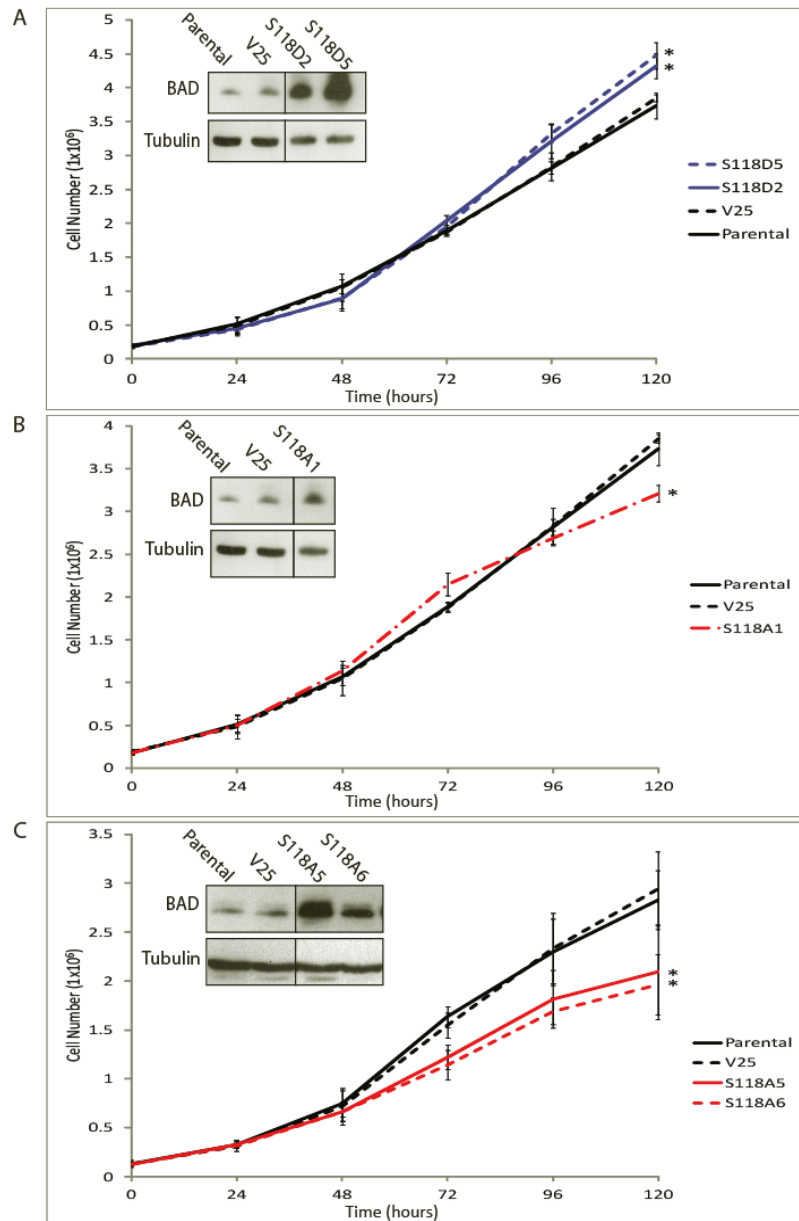 A
Parental
V25
S118D2
S118D5
BAD
Tubulin
Cell Number (1x10⁶)
5
4.5
4
3.5
3
2.5
2
1.5
1
0.5
0
0 24 48 72 96 120
Time (hours)
*
*
S118D5
S118D2
V25
Parental
B
Parental
V25
S118A1
BAD
Tubulin
Cell Number (1x10⁶)
4
3.5
3
2.5
2
1.5
1
0.5
0
0 24 48 72 96 120
Time (hours)
*
Parental
V25
S118A1
C
Parental
V25
S118A5
S118A6
BAD
Tubulin
Cell Number (1x10⁶)
3.5
3
2.5
2
1.5
1
0.5
0
0 24 48 72 96 120
Time (hours)
*
*
Parental
V25
S118A5
S118A6